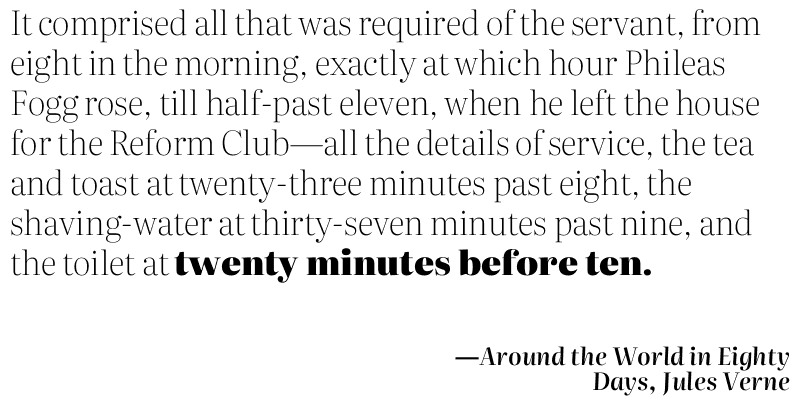 It comprised all that was required of the servant, from
eight in the morning, exactly at which hour Phileas
Fogg rose, till half-past eleven, when he left the house
for the Reform Club—all the details of service, the tea
and toast at twenty-three minutes past eight, the
shaving-water at thirty-seven minutes past nine, and
the toilet at twenty minutes before ten.
—Around the World in Eighty
Days, Jules Verne